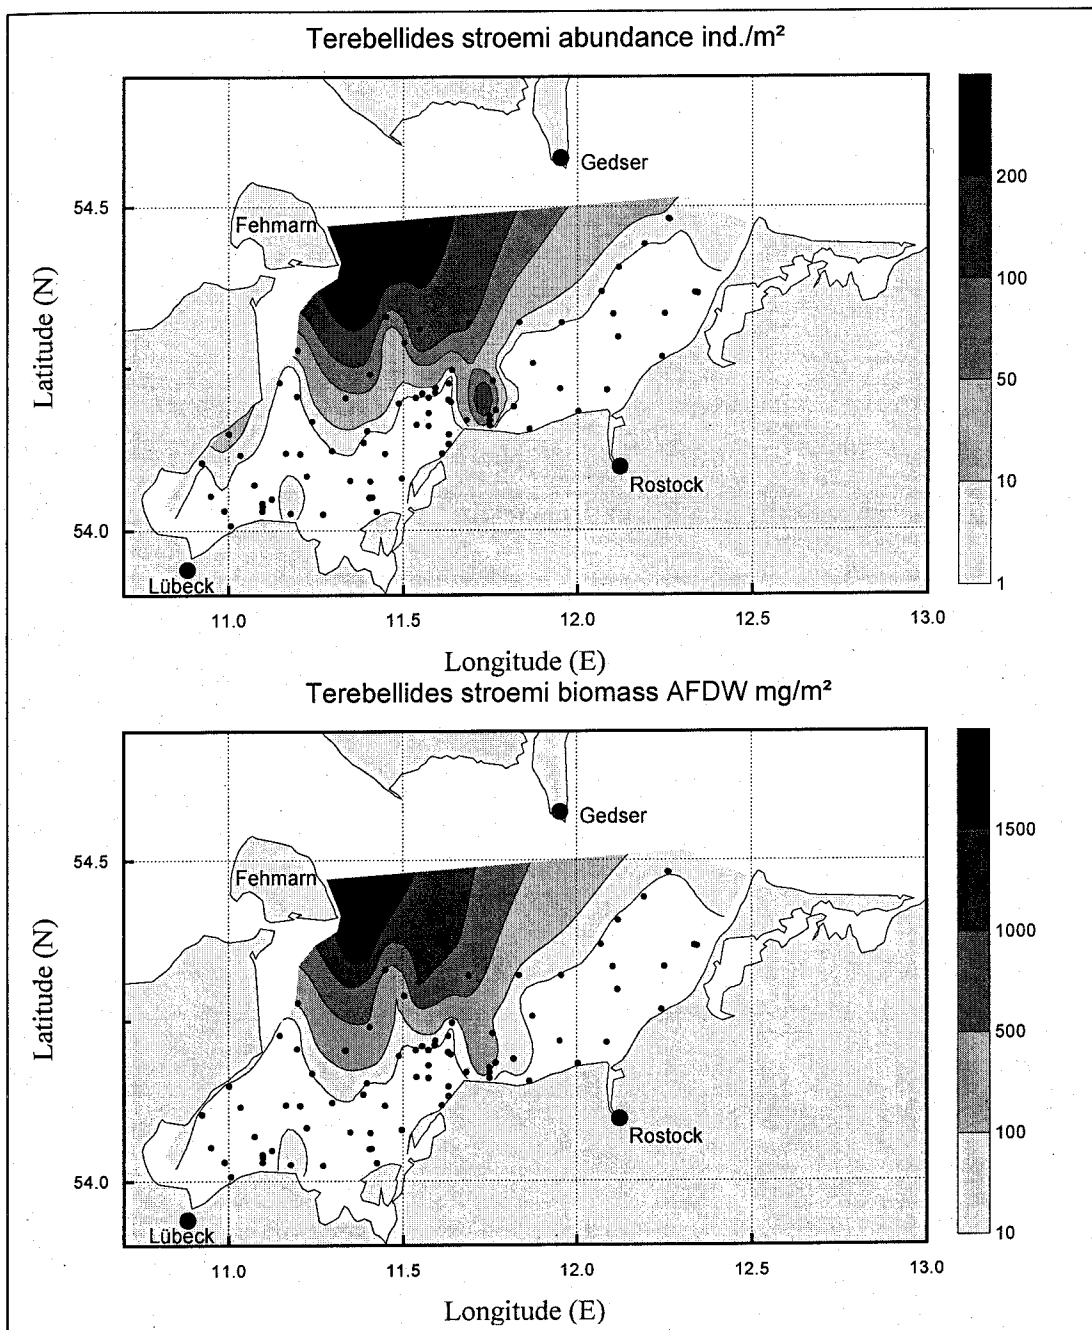 Terebellides stroemi abundance ind./m²
Gedser
200
54.5
Fehmarn
100
Latitude (N)
50
10
Rostock
54.0
Lübeck
1
11.0 11.5 12.0 12.5 13.0
Longitude (E)
Terebellides stroemi biomass AFDW mg/m²
Gedser
1500
54.5
Fehmarn
1000
Latitude (N)
500
100
Rostock
54.0
Lübeck
10
11.0 11.5 12.0 12.5 13.0
Longitude (E)